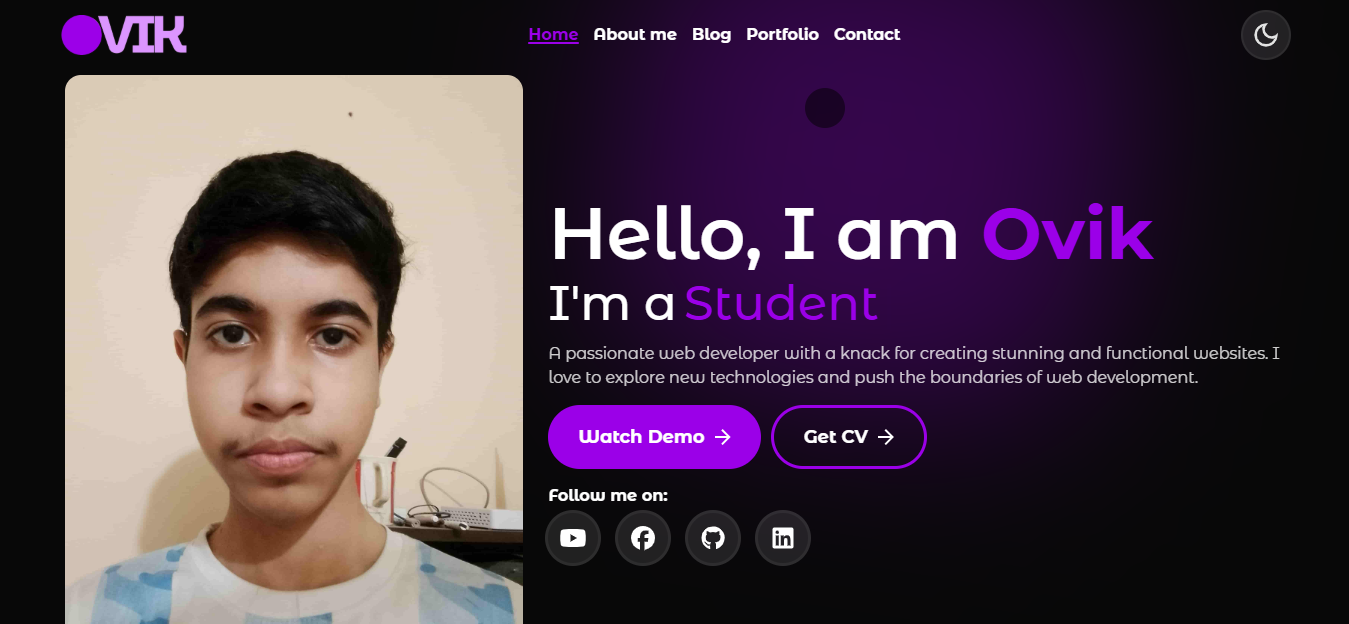 OVIK
Home About me Blog Portfolio Contact
Hello, I am Ovik
I'm a Student
A passionate web developer with a knack for creating stunning and functional websites. I
love to explore new technologies and push the boundaries of web development.
Watch Demo → Get CV →
Follow me on:
in